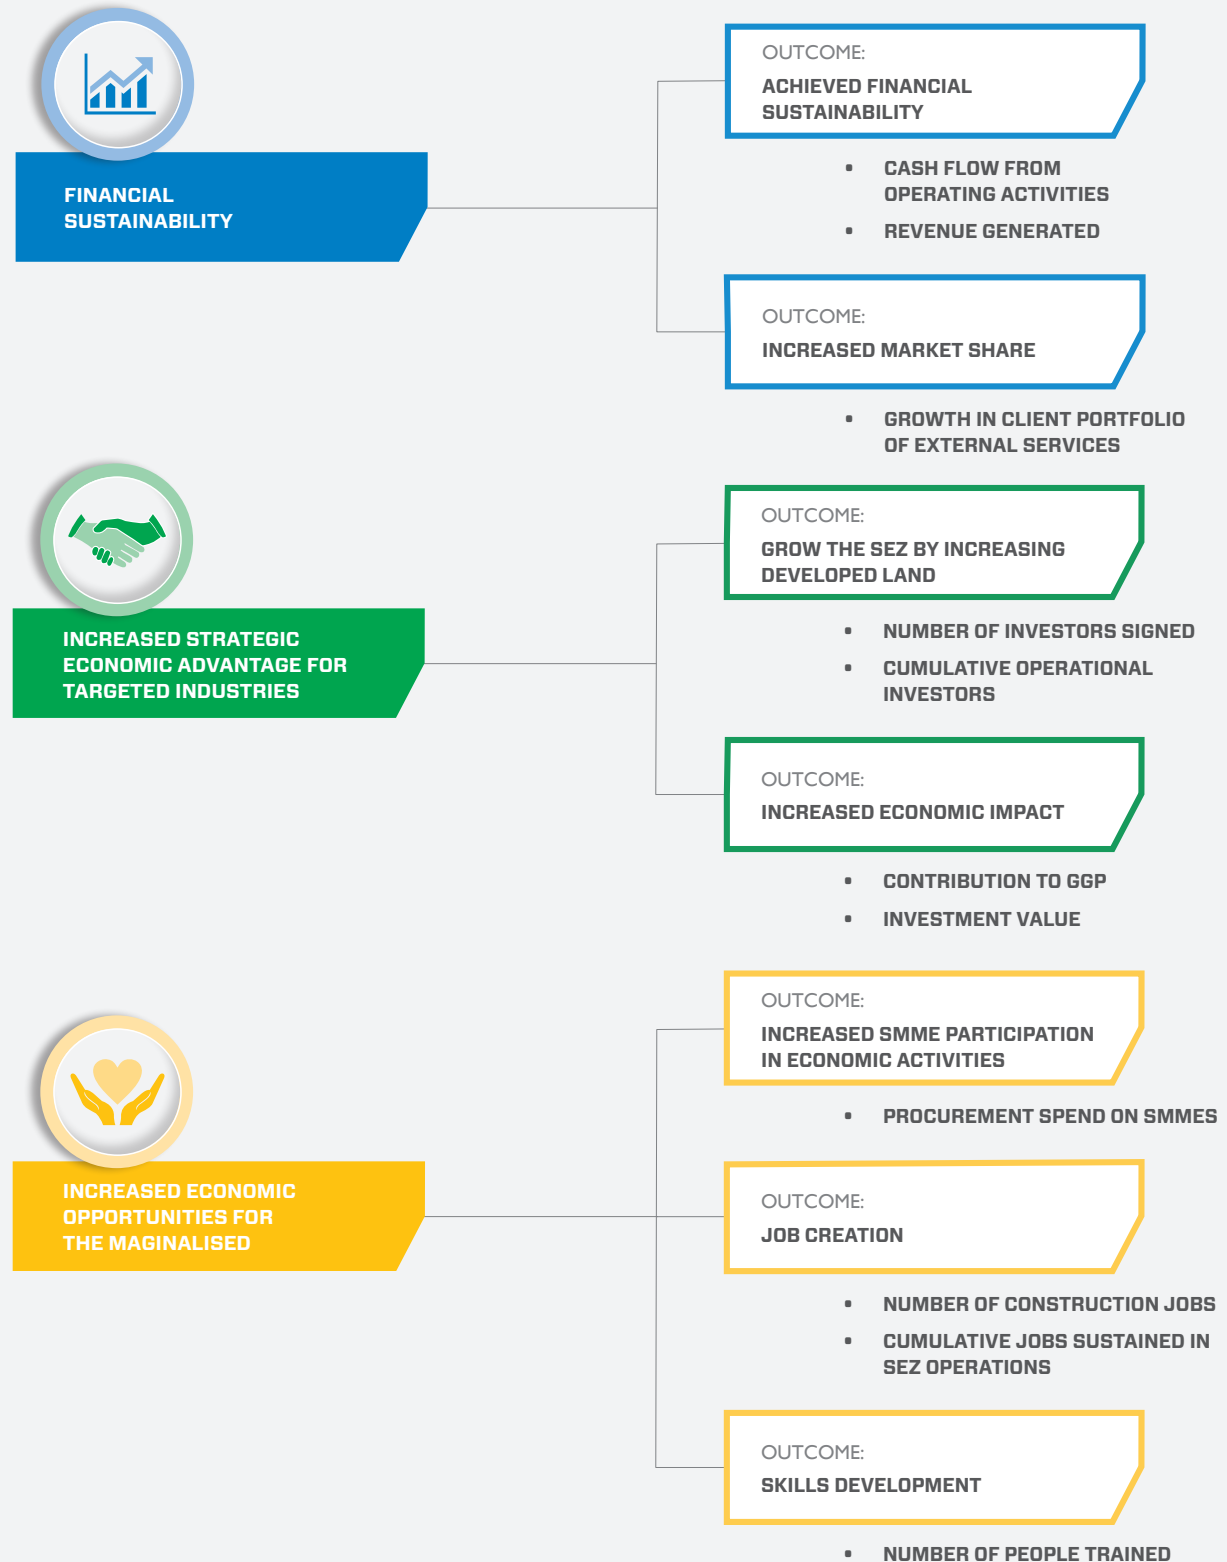 FINANCIAL
SUSTAINABILITY
OUTCOME:
ACHIEVED FINANCIAL
SUSTAINABILITY
• CASH FLOW FROM
OPERATING ACTIVITIES
• REVENUE GENERATED
OUTCOME:
INCREASED MARKET SHARE
• GROWTH IN CLIENT PORTFOLIO
OF EXTERNAL SERVICES
INCREASED STRATEGIC
ECONOMIC ADVANTAGE FOR
TARGETED INDUSTRIES
OUTCOME:
GROW THE SEZ BY INCREASING
DEVELOPED LAND
• NUMBER OF INVESTORS SIGNED
• CUMULATIVE OPERATIONAL
INVESTORS
OUTCOME:
INCREASED ECONOMIC IMPACT
• CONTRIBUTION TO GGP
• INVESTMENT VALUE
INCREASED ECONOMIC
OPPORTUNITIES FOR
THE MAGINALISED
OUTCOME:
INCREASED SMME PARTICIPATION
IN ECONOMIC ACTIVITIES
• PROCUREMENT SPEND ON SMMES
OUTCOME:
JOB CREATION
• NUMBER OF CONSTRUCTION JOBS
• CUMULATIVE JOBS SUSTAINED IN
SEZ OPERATIONS
OUTCOME:
SKILLS DEVELOPMENT
• NUMBER OF PEOPLE TRAINED